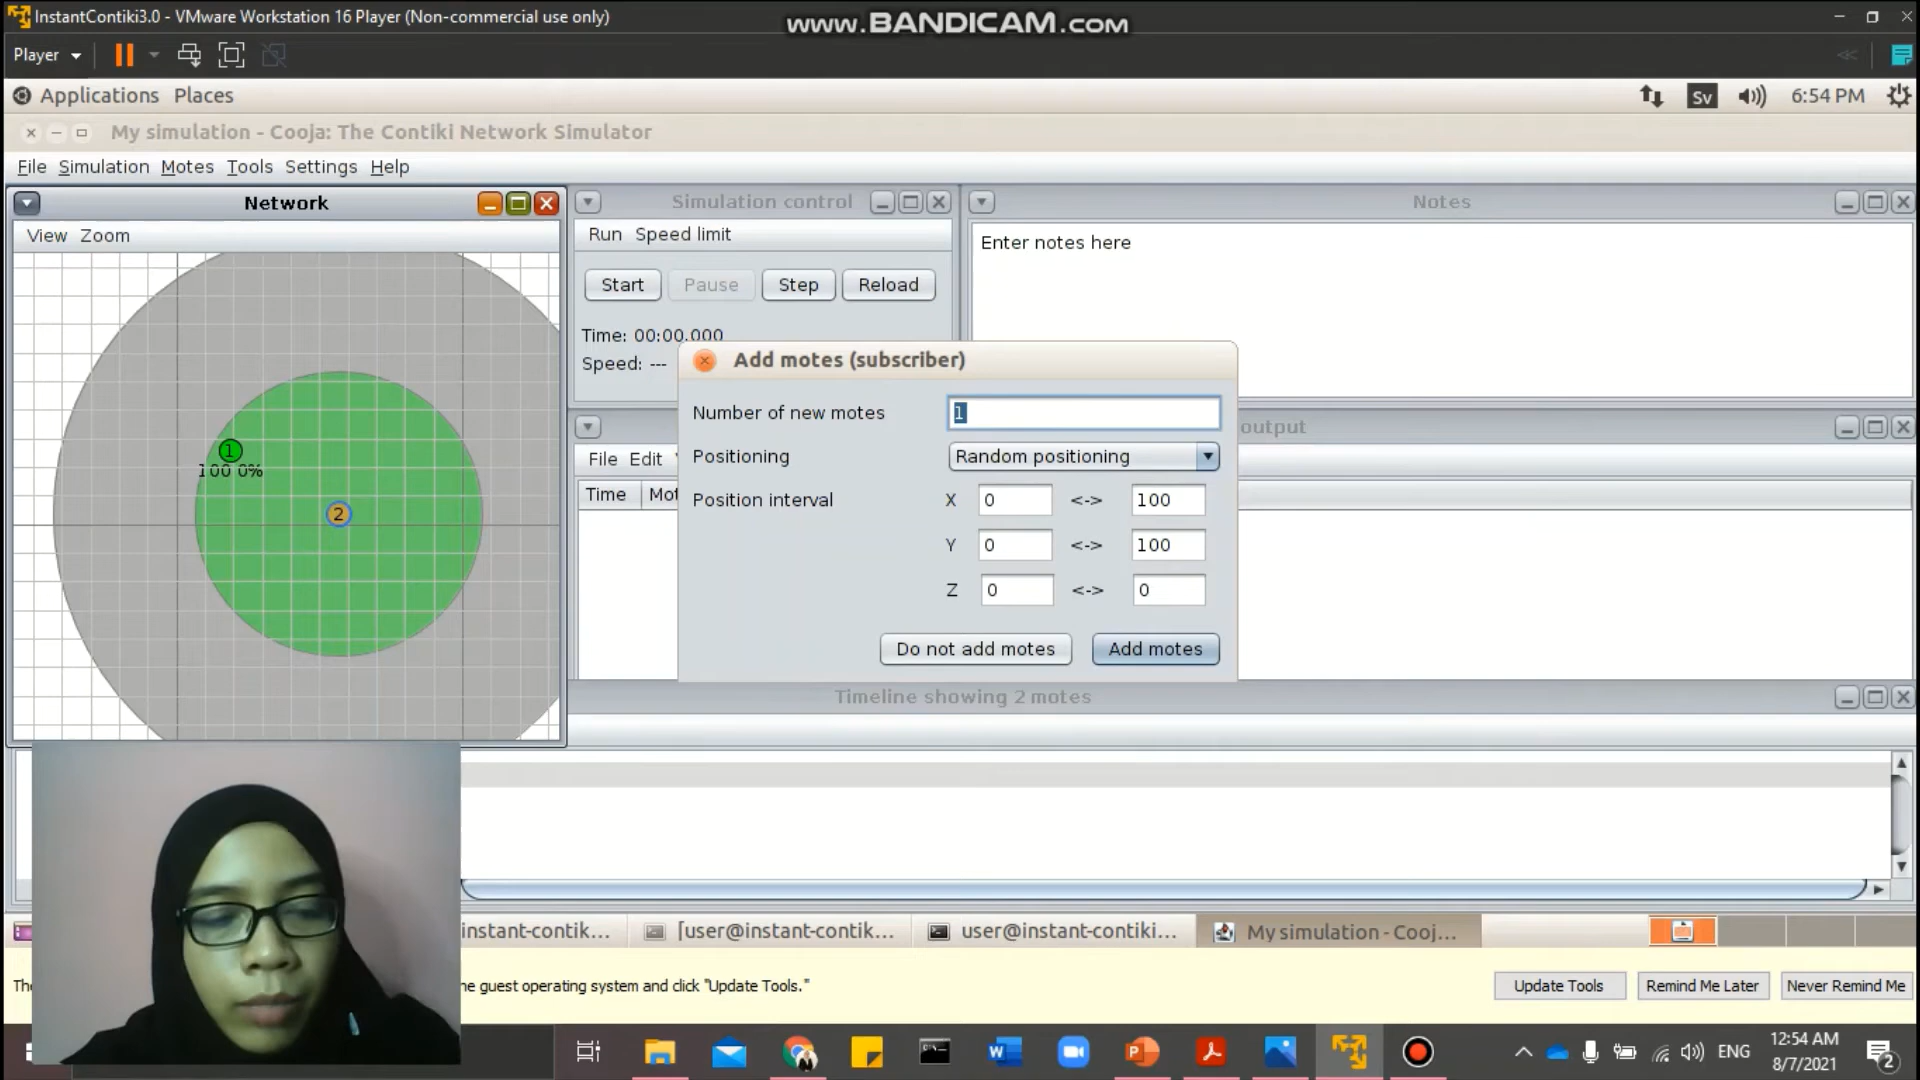 InstantContiki3.0 - VMware Workstation 16 Player (Non-commercial use only)
www.BANDICAM.com
Player
Applications Places
Sv 6:54 PM
My simulation - Cooja: The Contiki Network Simulator
File Simulation Motes Tools Settings Help
Network
View Zoom
1
100.0%
2
Simulation control
Run Speed limit
Start Pause Step Reload
Time: 00:00.000
Speed: ---
Notes
Enter notes here
output
File Edit
Time Mot
Add motes (subscriber)
Number of new motes 1
Positioning Random positioning
Position interval X 0 <-> 100
Y 0 <-> 100
Z 0 <-> 0
Do not add motes Add motes
Timeline showing 2 motes
instant-contik... [user@instant-contik... user@instant-contiki... My simulation - Cooj...
he guest operating system and click "Update Tools."
Update Tools Remind Me Later Never Remind Me
ENG
12:54 AM
8/7/2021
2